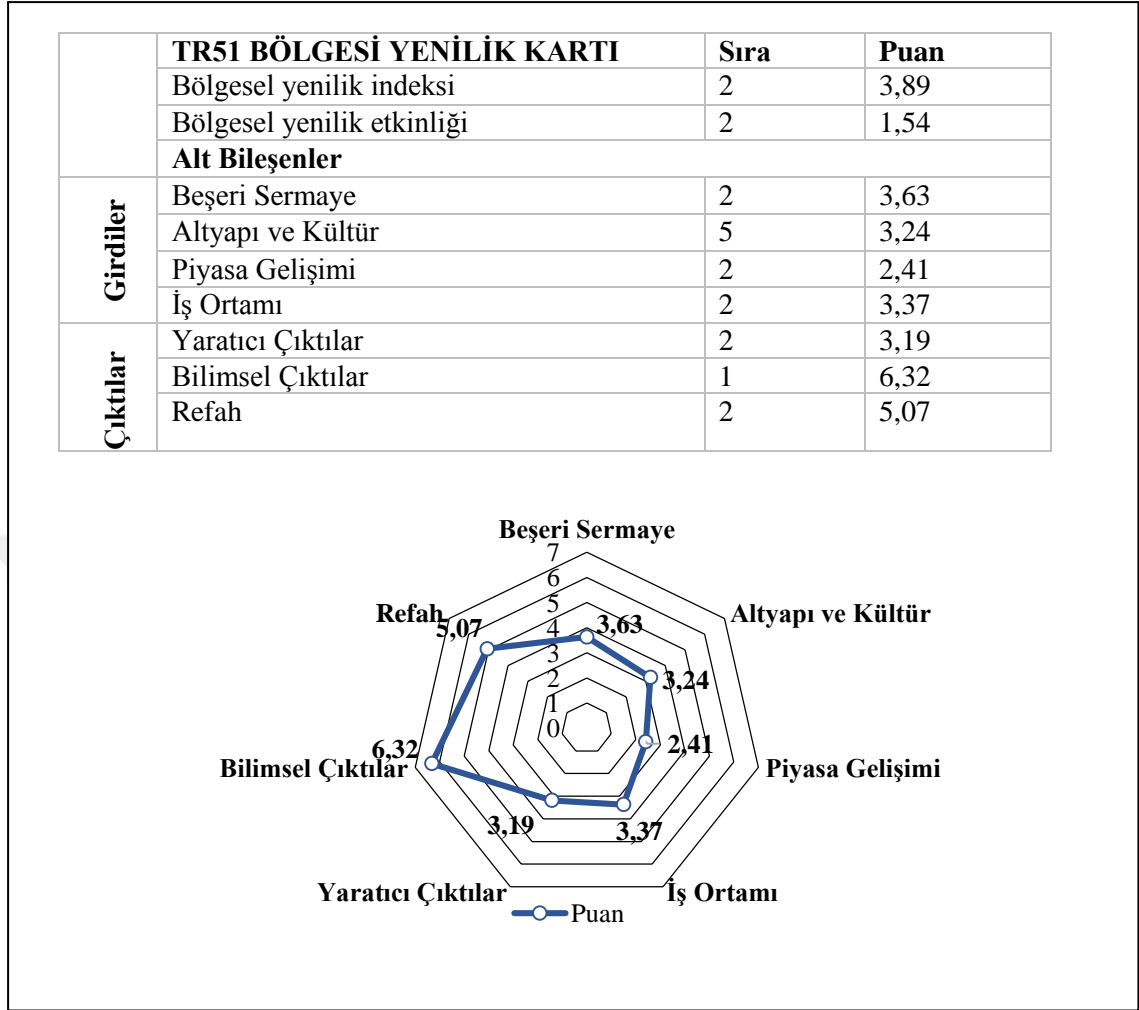 TR51 BÖLGESİ YENİLİK KARTI Sıra Puan
Bölgesel yenilik indeksi 2 3,89
Bölgesel yenilik etkinliği 2 1,54
Alt Bileşenler
Girdiler
Beşeri Sermaye 2 3,63
Altyapı ve Kültür 5 3,24
Piyasa Gelişimi 2 2,41
İş Ortamı 2 3,37
Çıktılar
Yaratıcı Çıktılar 2 3,19
Bilimsel Çıktılar 1 6,32
Refah 2 5,07
Beşeri Sermaye
7
6
5
4
3
2
1
0
Refah
5,07
3,63
Altyapı ve Kültür
3,24
6,32
2,41
Bilimsel Çıktılar
Piyasa Gelişimi
3,19
3,37
Yaratıcı Çıktılar
İş Ortamı
Puan